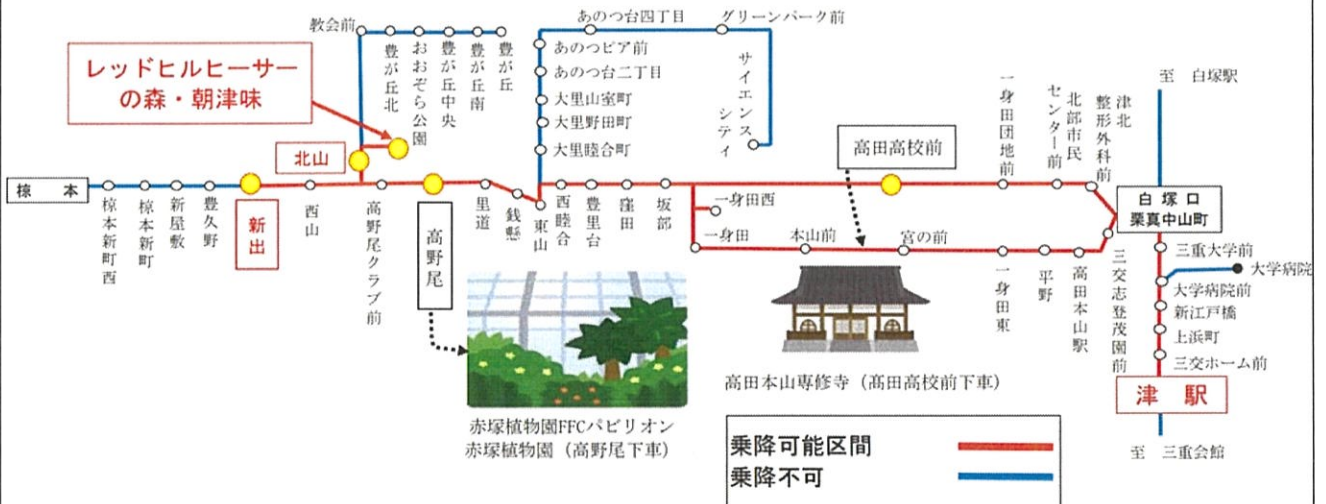 教会前
豊が丘北
おおぞら公園
豊が丘中央
豊が丘南
豊が丘
あのつ台四丁目
グリーンパーク前
あのつピア前
あのつ台二丁目
大里山室町
大里野田町
大里睦合町
サイエンス
シティ
レッドヒルヒーサー
の森・朝津味
北山
椋本
椋本新町西
椋本新町
新屋敷
豊久野
新出
西山
高野尾クラブ前
高野尾
里道
銭懸
東山
西睦合
豊里台
窪田
坂部
一身田西
一身田
本山前
宮の前
高田高校前
一身田団地前
北部市民
センター前
津北
整形外科前
一身田東
平野
高田本山駅
三交志登茂園前
至 白塚駅
白塚口
栗真中山町
三重大学前
大学病院
大学病院前
新江戸橋
上浜町
三交ホーム前
津駅
至 三重会館
赤塚植物園FFCパビリオン
赤塚植物園（高野尾下車）
高田本山専修寺（髙田高校前下車）
乗降可能区間
乗降不可